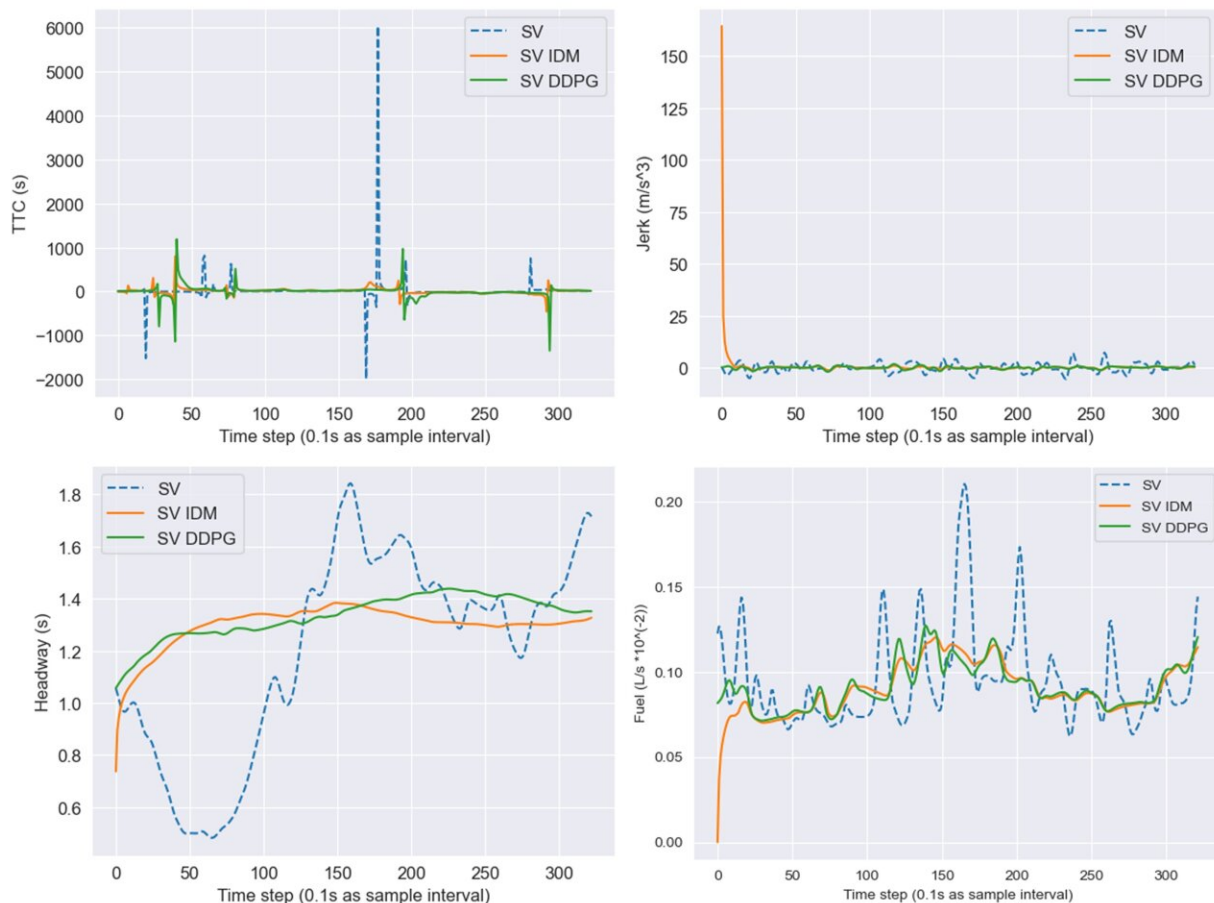 6000
5000
4000
3000
2000
1000
0
−1000
−2000
TTC (s)
SV
SV IDM
SV DDPG
0 50 100 150 200 250 300
Time step (0.1s as sample interval)
150
125
100
75
50
25
0
Jerk (m/s^3)
SV
SV IDM
SV DDPG
0 50 100 150 200 250 300
Time step (0.1s as sample interval)
1.8
1.6
1.4
1.2
1.0
0.8
0.6
Headway (s)
SV
SV IDM
SV DDPG
0 50 100 150 200 250 300
Time step (0.1s as sample interval)
0.20
0.15
0.10
0.05
0.00
Fuel (L/s *10^(-2))
SV
SV IDM
SV DDPG
0 50 100 150 200 250 300
Time step (0.1s as sample interval)